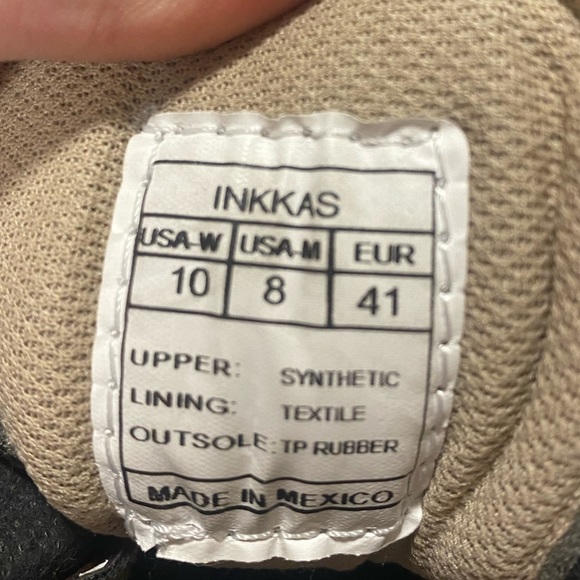 INKKAS
USA-W USA-M EUR
10 8 41
UPPER: SYNTHETIC
LINING: TEXTILE
OUTSOLE: TP RUBBER
MADE IN MEXICO